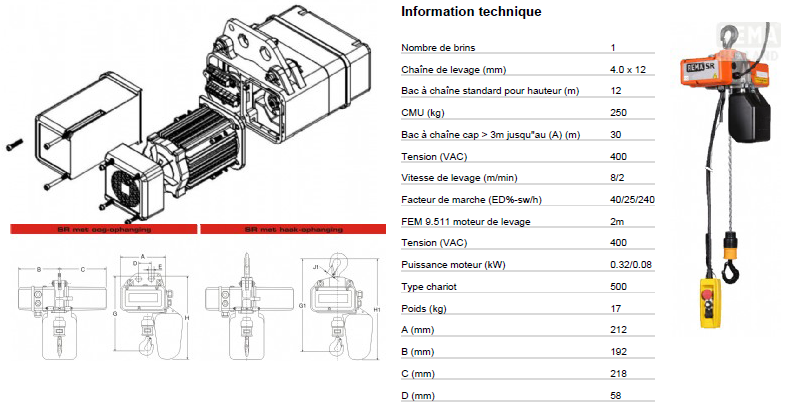 Information technique
Nombre de brins 1
Chaîne de levage (mm) 4.0 x 12
Bac à chaîne standard pour hauteur (m) 12
CMU (kg) 250
Bac à chaîne cap > 3m jusqu"au (A) (m) 30
Tension (VAC) 400
Vitesse de levage (m/min) 8/2
Facteur de marche (ED%-sw/h) 40/25/240
FEM 9.511 moteur de levage 2m
Tension (VAC) 400
Puissance moteur (kW) 0.32/0.08
Type chariot 500
Poids (kg) 17
A (mm) 212
B (mm) 192
C (mm) 218
D (mm) 58
SR met oog-ophanging
SR met haak-ophanging
B C
A
D E
G H
J1
G1 H1
REMA SR
REMA